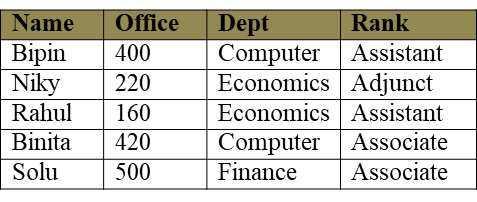 Name Office Dept Rank
Bipin 400 Computer Assistant
Niky 220 Economics Adjunct
Rahul 160 Economics Assistant
Binita 420 Computer Associate
Solu 500 Finance Associate